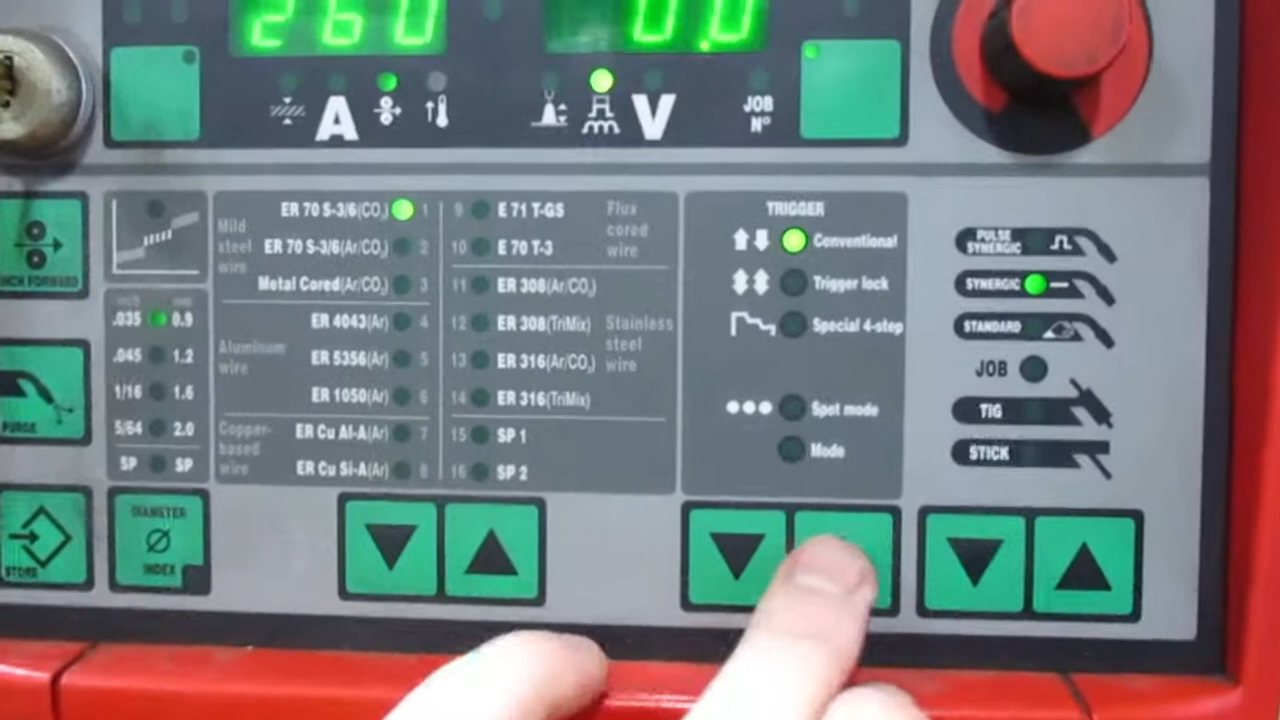 260
0.0
A
V
JOB
N°
INCH FORWARD
PURGE
STORE
inch mm
.035 0.9
.045 1.2
1/16 1.6
5/64 2.0
SP SP
DIAMETER
Ø
INDEX
Mild
steel
wire
ER 70 S-3/6(CO₂) 1
ER 70 S-3/6(Ar/CO₂) 2
Metal Cored(Ar/CO₂) 3
Aluminum
wire
ER 4043(Ar) 4
ER 5356(Ar) 5
ER 1050(Ar) 6
Copper-
based
wire
ER Cu Al-A(Ar) 7
ER Cu Si-A(Ar) 8
9 E 71 T-GS
10 E 70 T-3
Flux
cored
wire
11 ER 308(Ar/CO₂)
12 ER 308(TriMix)
13 ER 316(Ar/CO₂)
14 ER 316(TriMix)
Stainless
steel
wire
15 SP 1
16 SP 2
TRIGGER
Conventional
Trigger lock
Special 4-step
Spot mode
Mode
PULSE
SYNERGIC
SYNERGIC
STANDARD
JOB
TIG
STICK